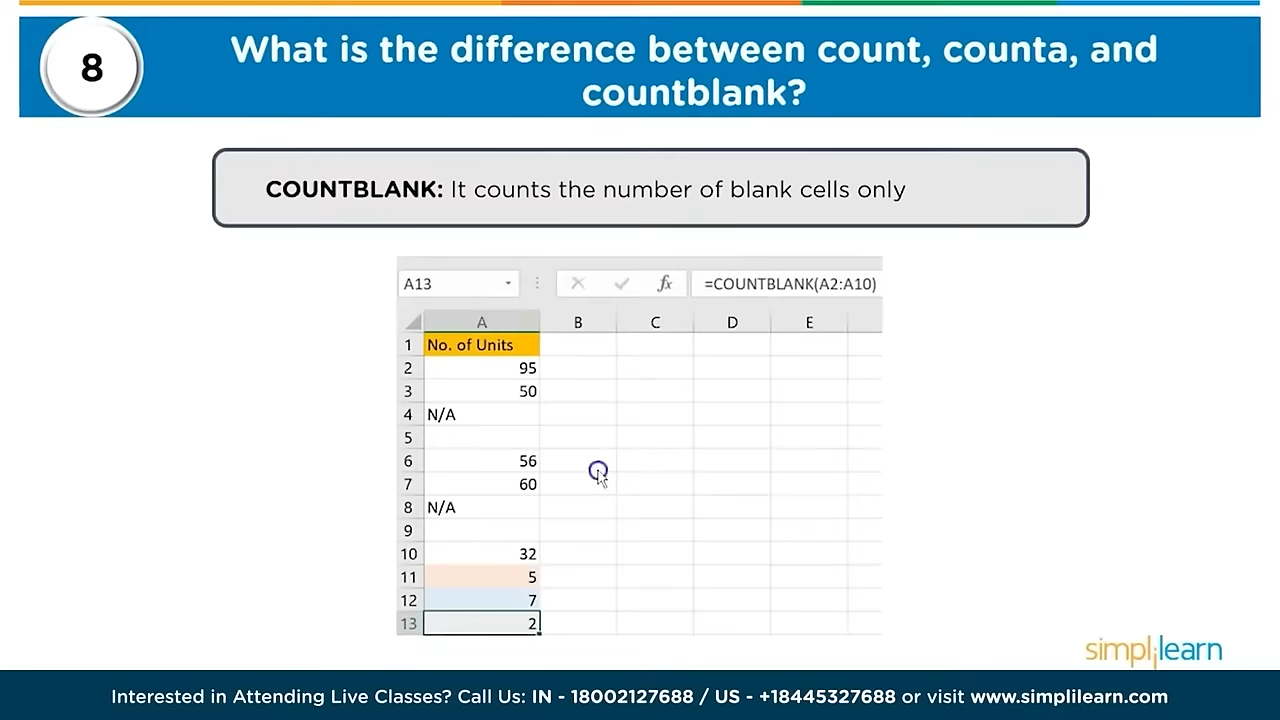 8
What is the difference between count, counta, and
countblank?
COUNTBLANK: It counts the number of blank cells only
A13 fx =COUNTBLANK(A2:A10)
A B C D E
1 No. of Units
2 95
3 50
4 N/A
5
6 56
7 60
8 N/A
9
10 32
11 5
12 7
13 2
simplilearn
Interested in Attending Live Classes? Call Us: IN - 18002127688 / US - +18445327688 or visit www.simplilearn.com